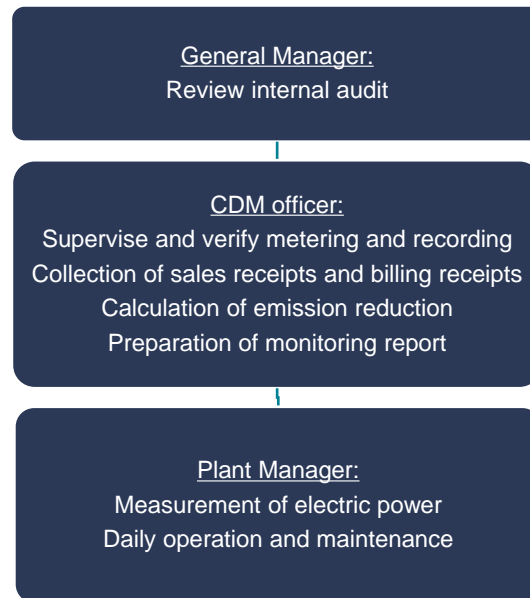 General Manager:
Review internal audit
CDM officer:
Supervise and verify metering and recording
Collection of sales receipts and billing receipts
Calculation of emission reduction
Preparation of monitoring report
Plant Manager:
Measurement of electric power
Daily operation and maintenance